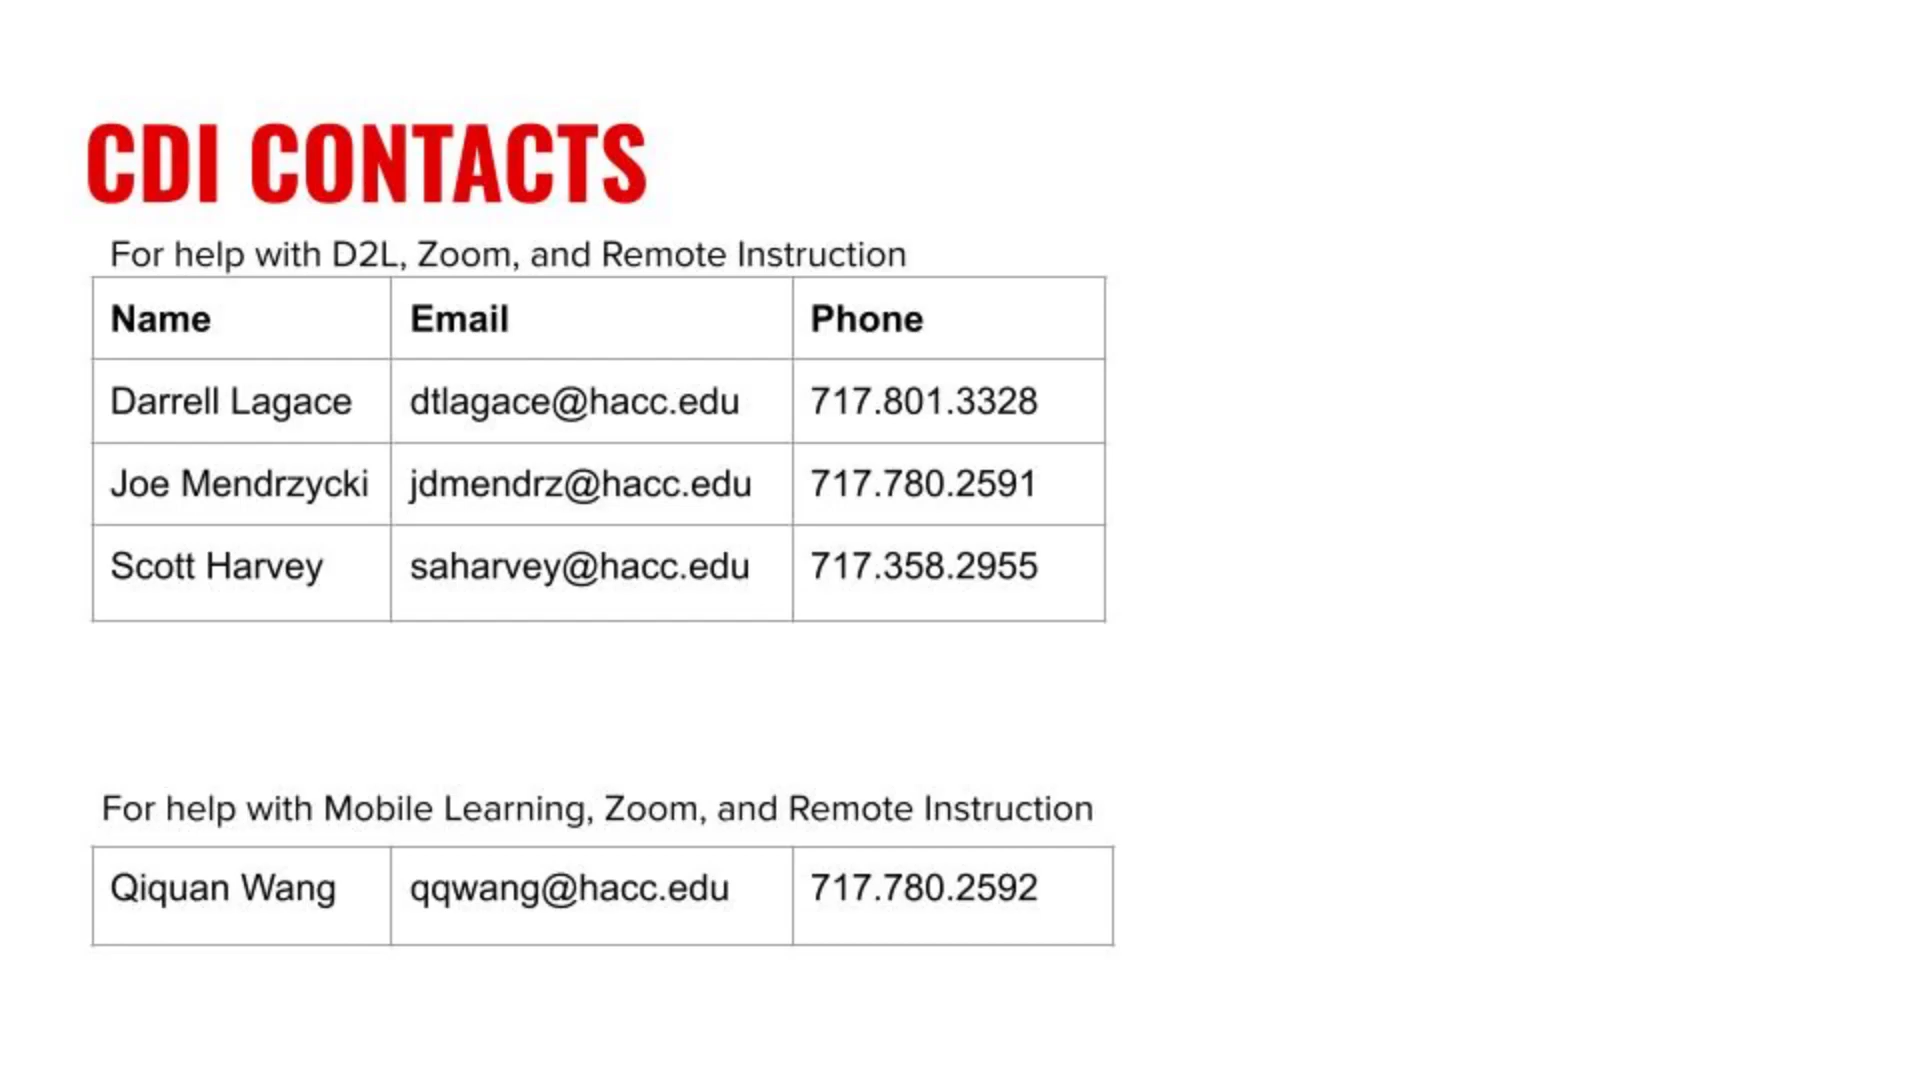 CDI CONTACTS
For help with D2L, Zoom, and Remote Instruction
Name Email Phone
Darrell Lagace dtlagace@hacc.edu 717.801.3328
Joe Mendrzycki jdmendrz@hacc.edu 717.780.2591
Scott Harvey saharvey@hacc.edu 717.358.2955
For help with Mobile Learning, Zoom, and Remote Instruction
Qiquan Wang qqwang@hacc.edu 717.780.2592